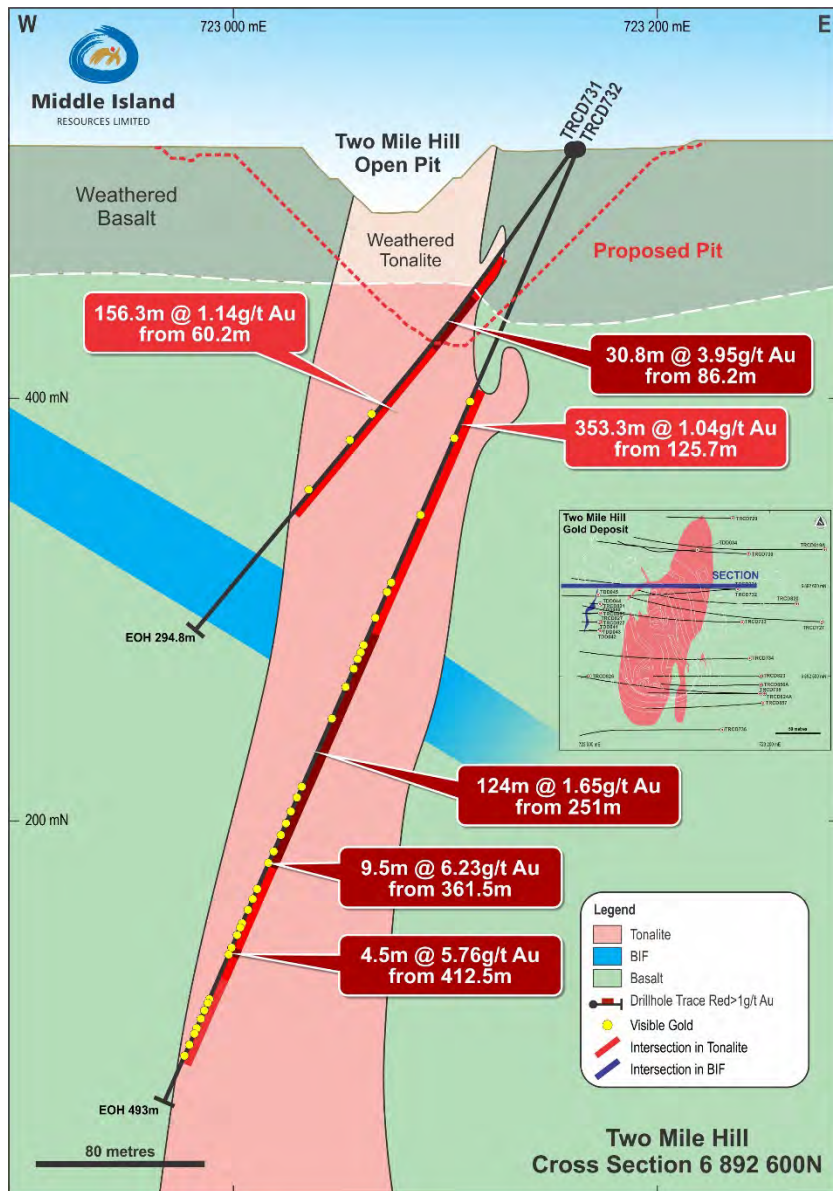 W
723 000 mE
723 200 mE
E
Middle Island
RESOURCES LIMITED
TRCD731
TRCD732
Two Mile Hill
Open Pit
Weathered
Basalt
Weathered
Tonalite
Proposed Pit
156.3m @ 1.14g/t Au
from 60.2m
30.8m @ 3.95g/t Au
from 86.2m
400 mN
353.3m @ 1.04g/t Au
from 125.7m
Two Mile Hill
Gold Deposit
SECTION
EOH 294.8m
124m @ 1.65g/t Au
from 251m
200 mN
9.5m @ 6.23g/t Au
from 361.5m
4.5m @ 5.76g/t Au
from 412.5m
Legend
Tonalite
BIF
Basalt
Drillhole Trace Red>1g/t Au
Visible Gold
Intersection in Tonalite
Intersection in BIF
EOH 493m
80 metres
Two Mile Hill
Cross Section 6 892 600N